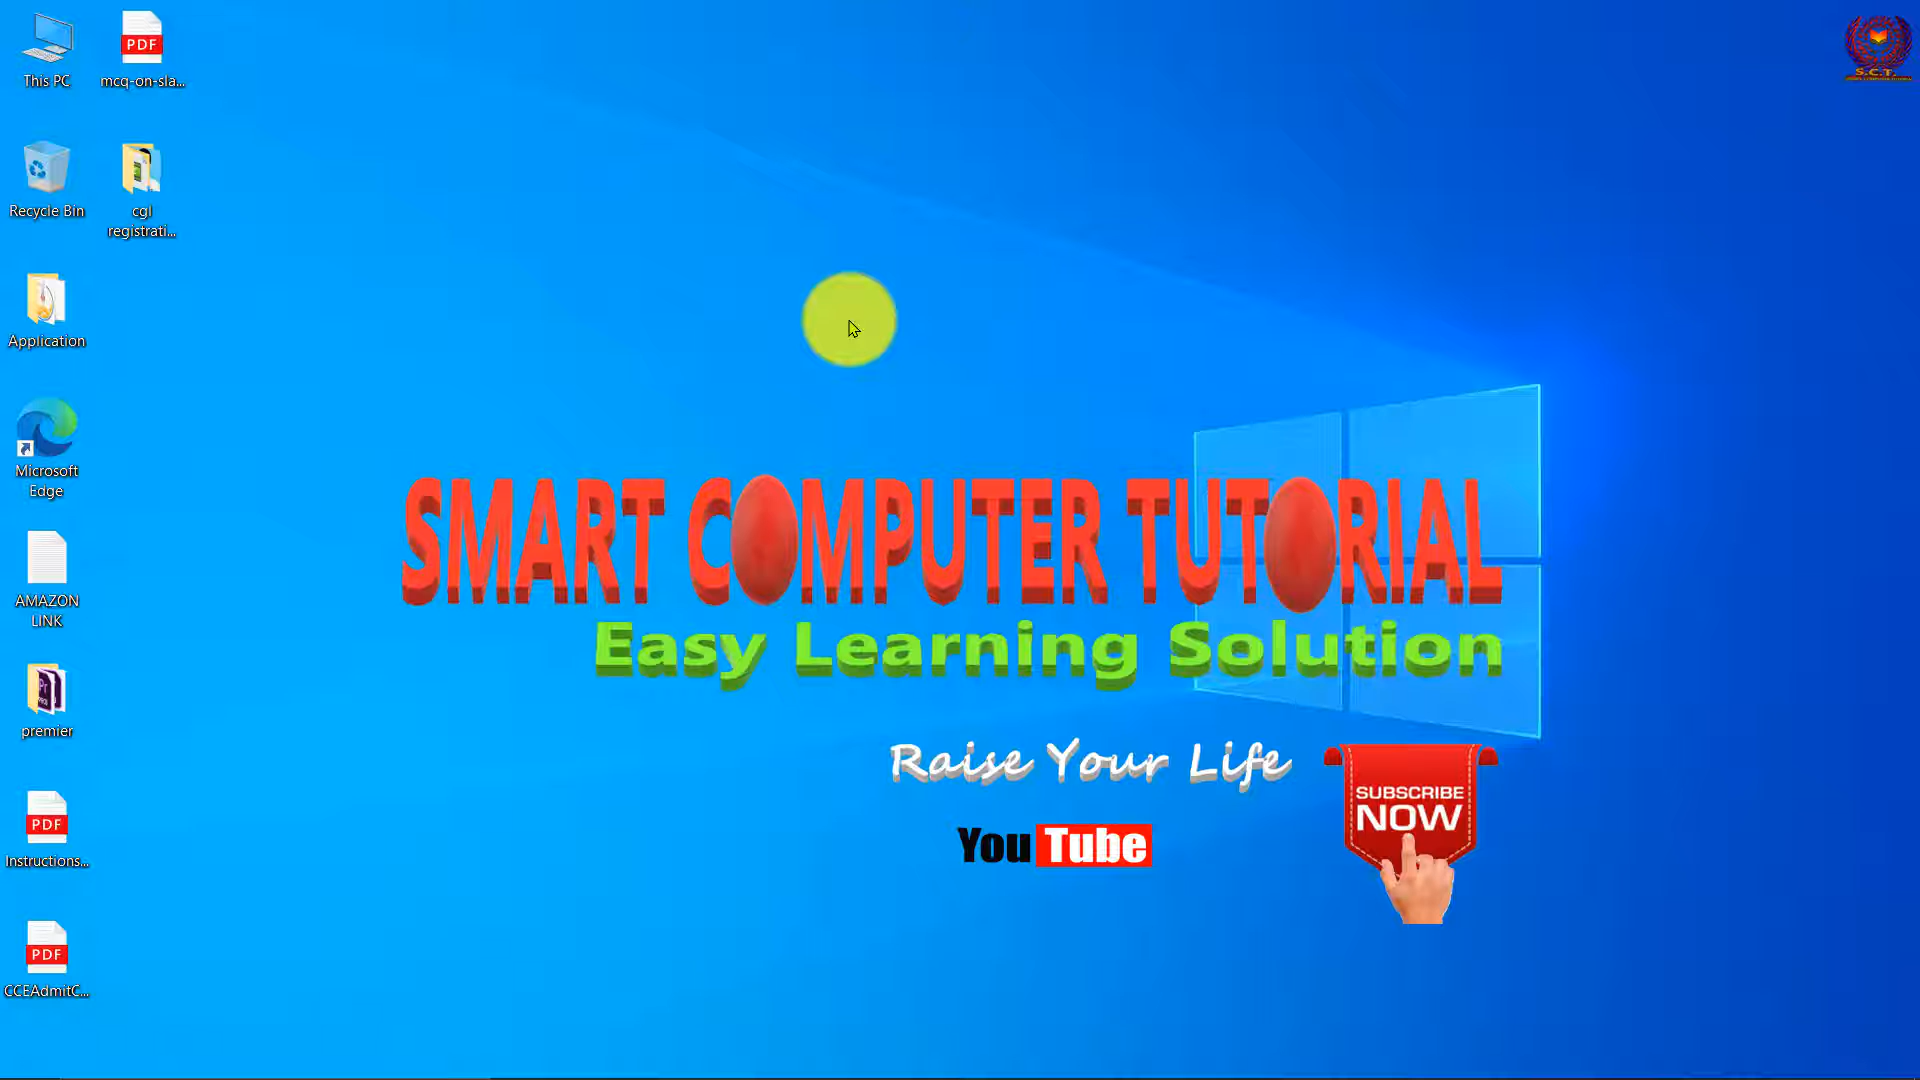 This PC
mcq-on-sla...
Recycle Bin
cgl
registrati...
Application
Microsoft
Edge
AMAZON
LINK
premier
PDF
Instructions...
PDF
CCEAdmitC...
PDF
S.C.T.
SMART COMPUTER TUTORIAL
Easy Learning Solution
Raise Your Life
YouTube
SUBSCRIBE
NOW